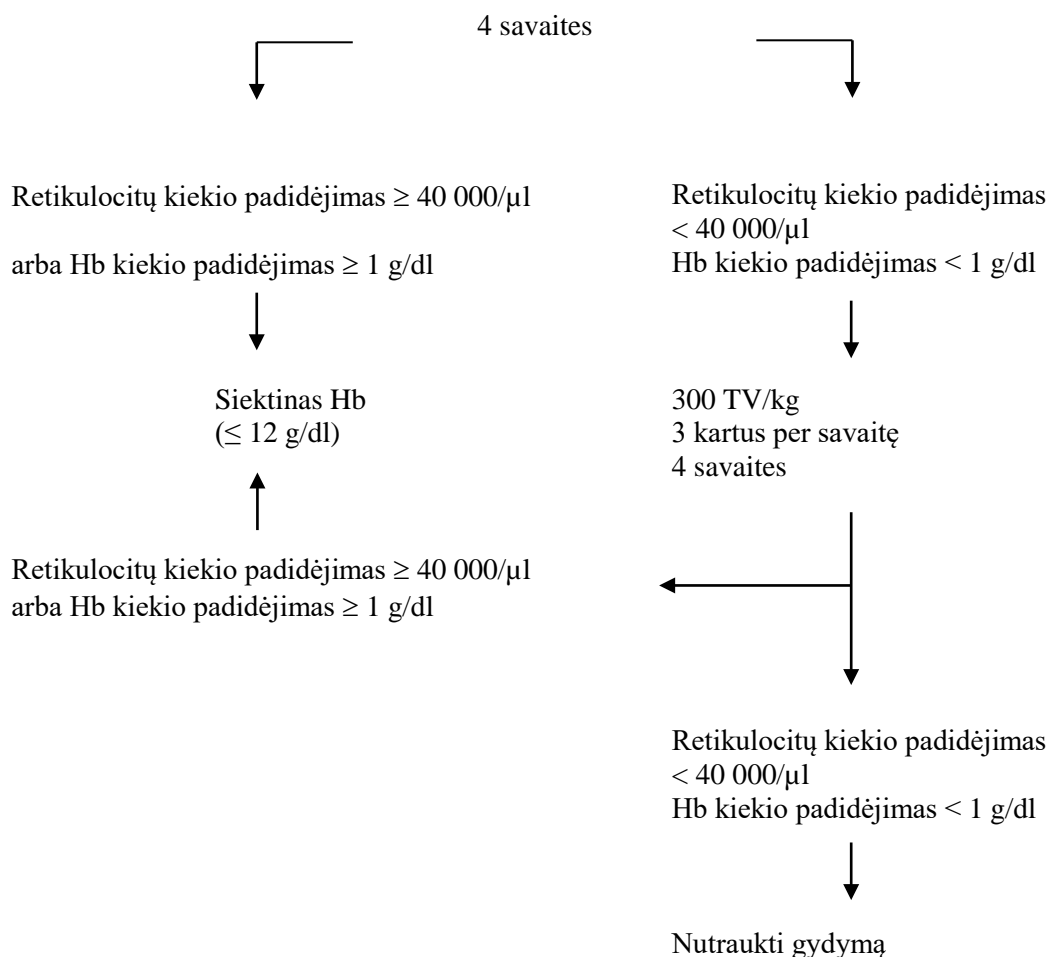 4 savaites
Retikulocitų kiekio padidėjimas ≥ 40 000/µl
arba Hb kiekio padidėjimas ≥ 1 g/dl
Retikulocitų kiekio padidėjimas
< 40 000/µl
Hb kiekio padidėjimas < 1 g/dl
Siektinas Hb
(≤ 12 g/dl)
300 TV/kg
3 kartus per savaitę
4 savaites
Retikulocitų kiekio padidėjimas ≥ 40 000/µl
arba Hb kiekio padidėjimas ≥ 1 g/dl
Retikulocitų kiekio padidėjimas
< 40 000/µl
Hb kiekio padidėjimas < 1 g/dl
Nutraukti gydymą